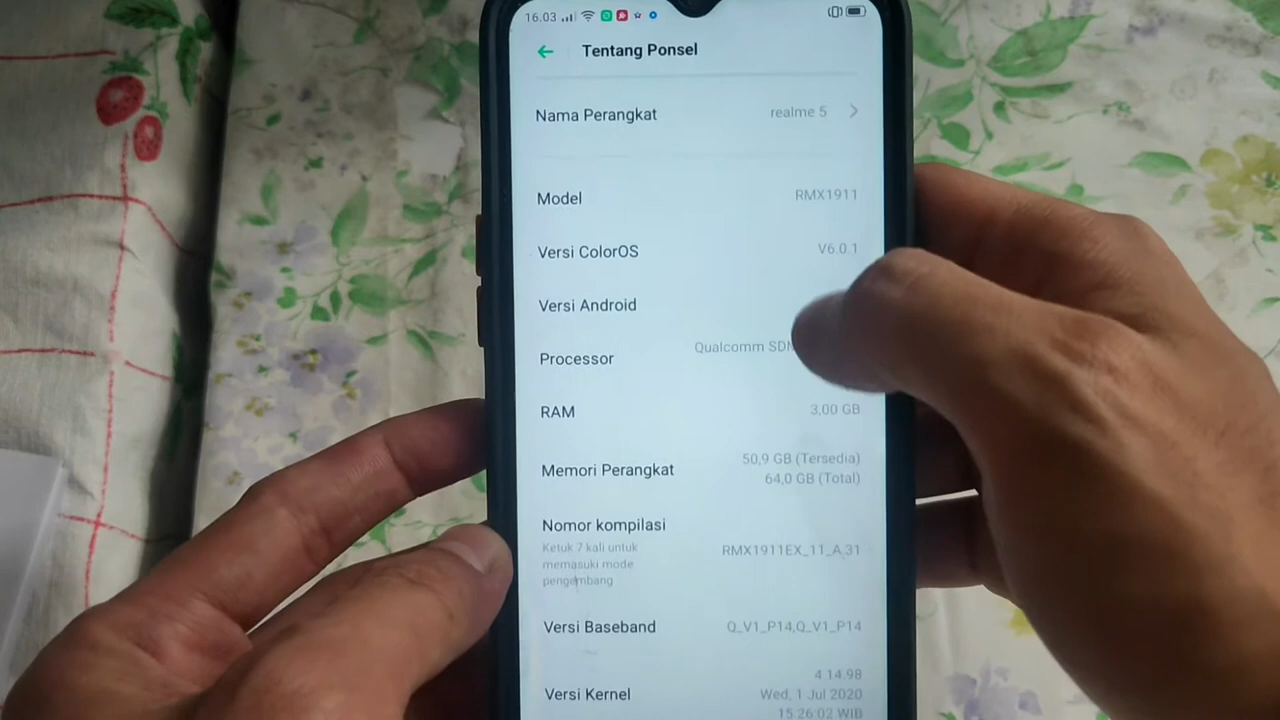 16.03
Tentang Ponsel
Nama Perangkat realme 5
Model RMX1911
Versi ColorOS V6.0.1
Versi Android
Processor Qualcomm
RAM 3,00 GB
Memori Perangkat 50,9 GB (Tersedia)
64,0 GB (Total)
Nomor kompilasi
Ketuk 7 kali untuk
memasuki mode
pengembang
RMX1911EX_11_A.31
Versi Baseband Q_V1_P14,Q_V1_P14
Versi Kernel 4.14.98
Wed, 1 Jul 2020
15:26:02 WIB